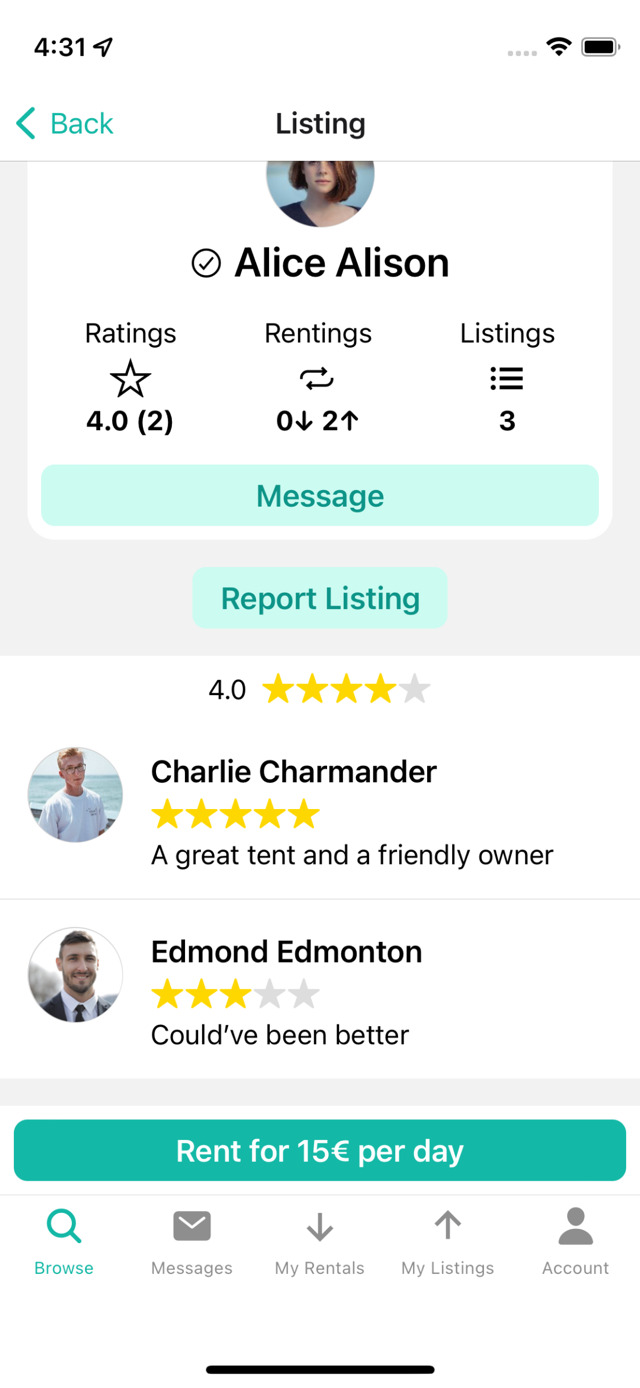 4:31
Back
Listing
Alice Alison
Ratings
Rentings
Listings
4.0 (2)
0↓ 2↑
3
Message
Report Listing
4.0
Charlie Charmander
A great tent and a friendly owner
Edmond Edmonton
Could’ve been better
Rent for 15€ per day
Browse
Messages
My Rentals
My Listings
Account